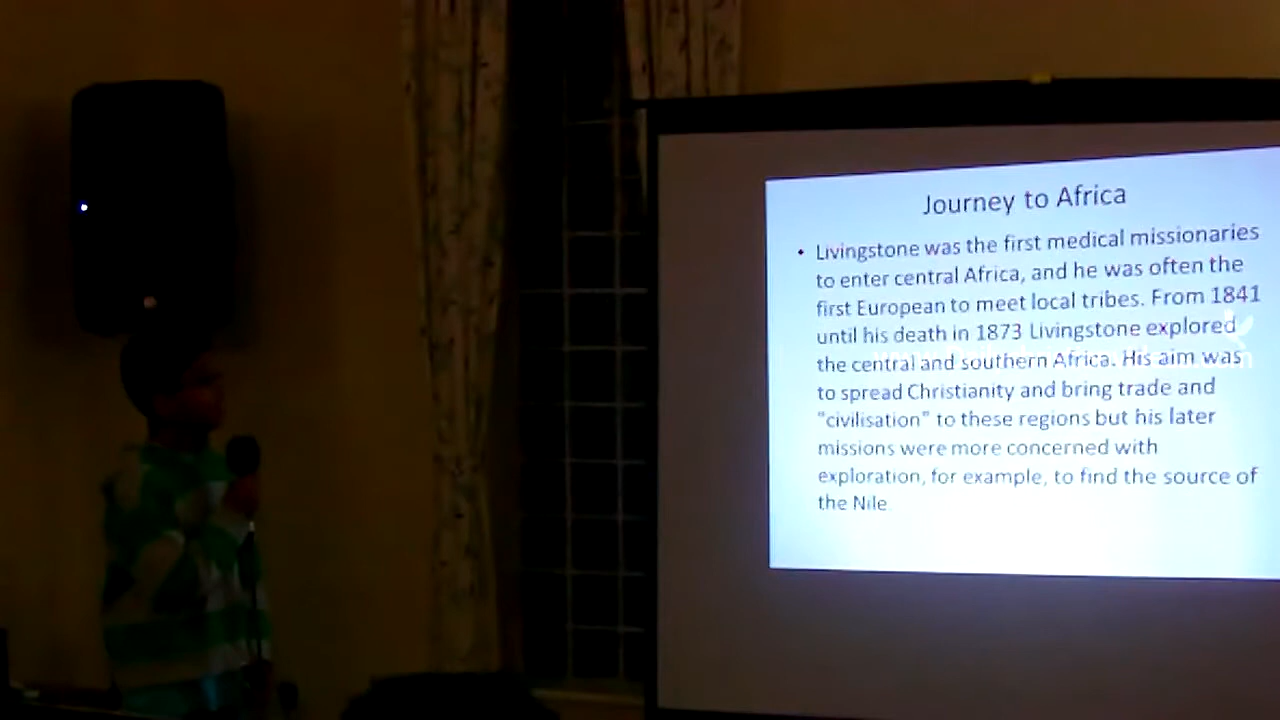 Journey to Africa
• Livingstone was the first medical missionaries
to enter central Africa, and he was often the
first European to meet local tribes. From 1841
until his death in 1873 Livingstone explored
the central and southern Africa. His aim was
to spread Christianity and bring trade and
"civilisation" to these regions but his later
missions were more concerned with
exploration, for example, to find the source of
the Nile.